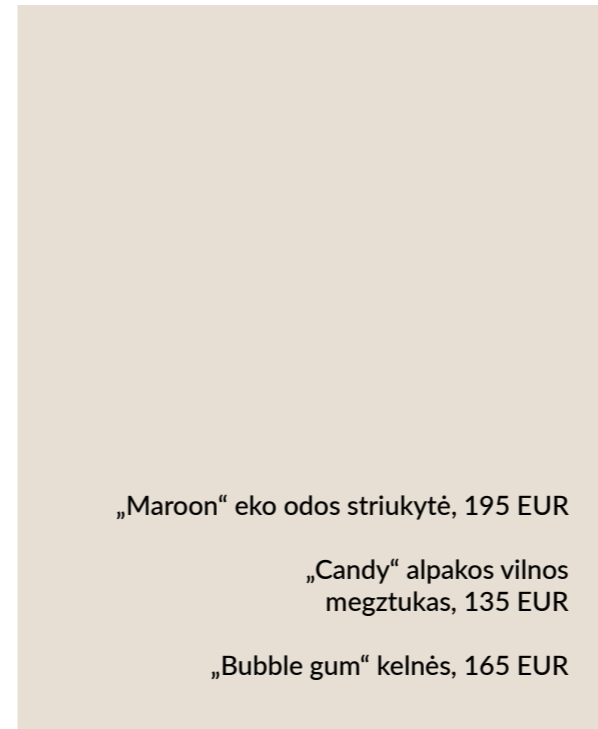 „Maroon“ eko odos striukytė, 195 EUR
„Candy“ alpakos vilnos
megztukas, 135 EUR
„Bubble gum“ kelnės, 165 EUR